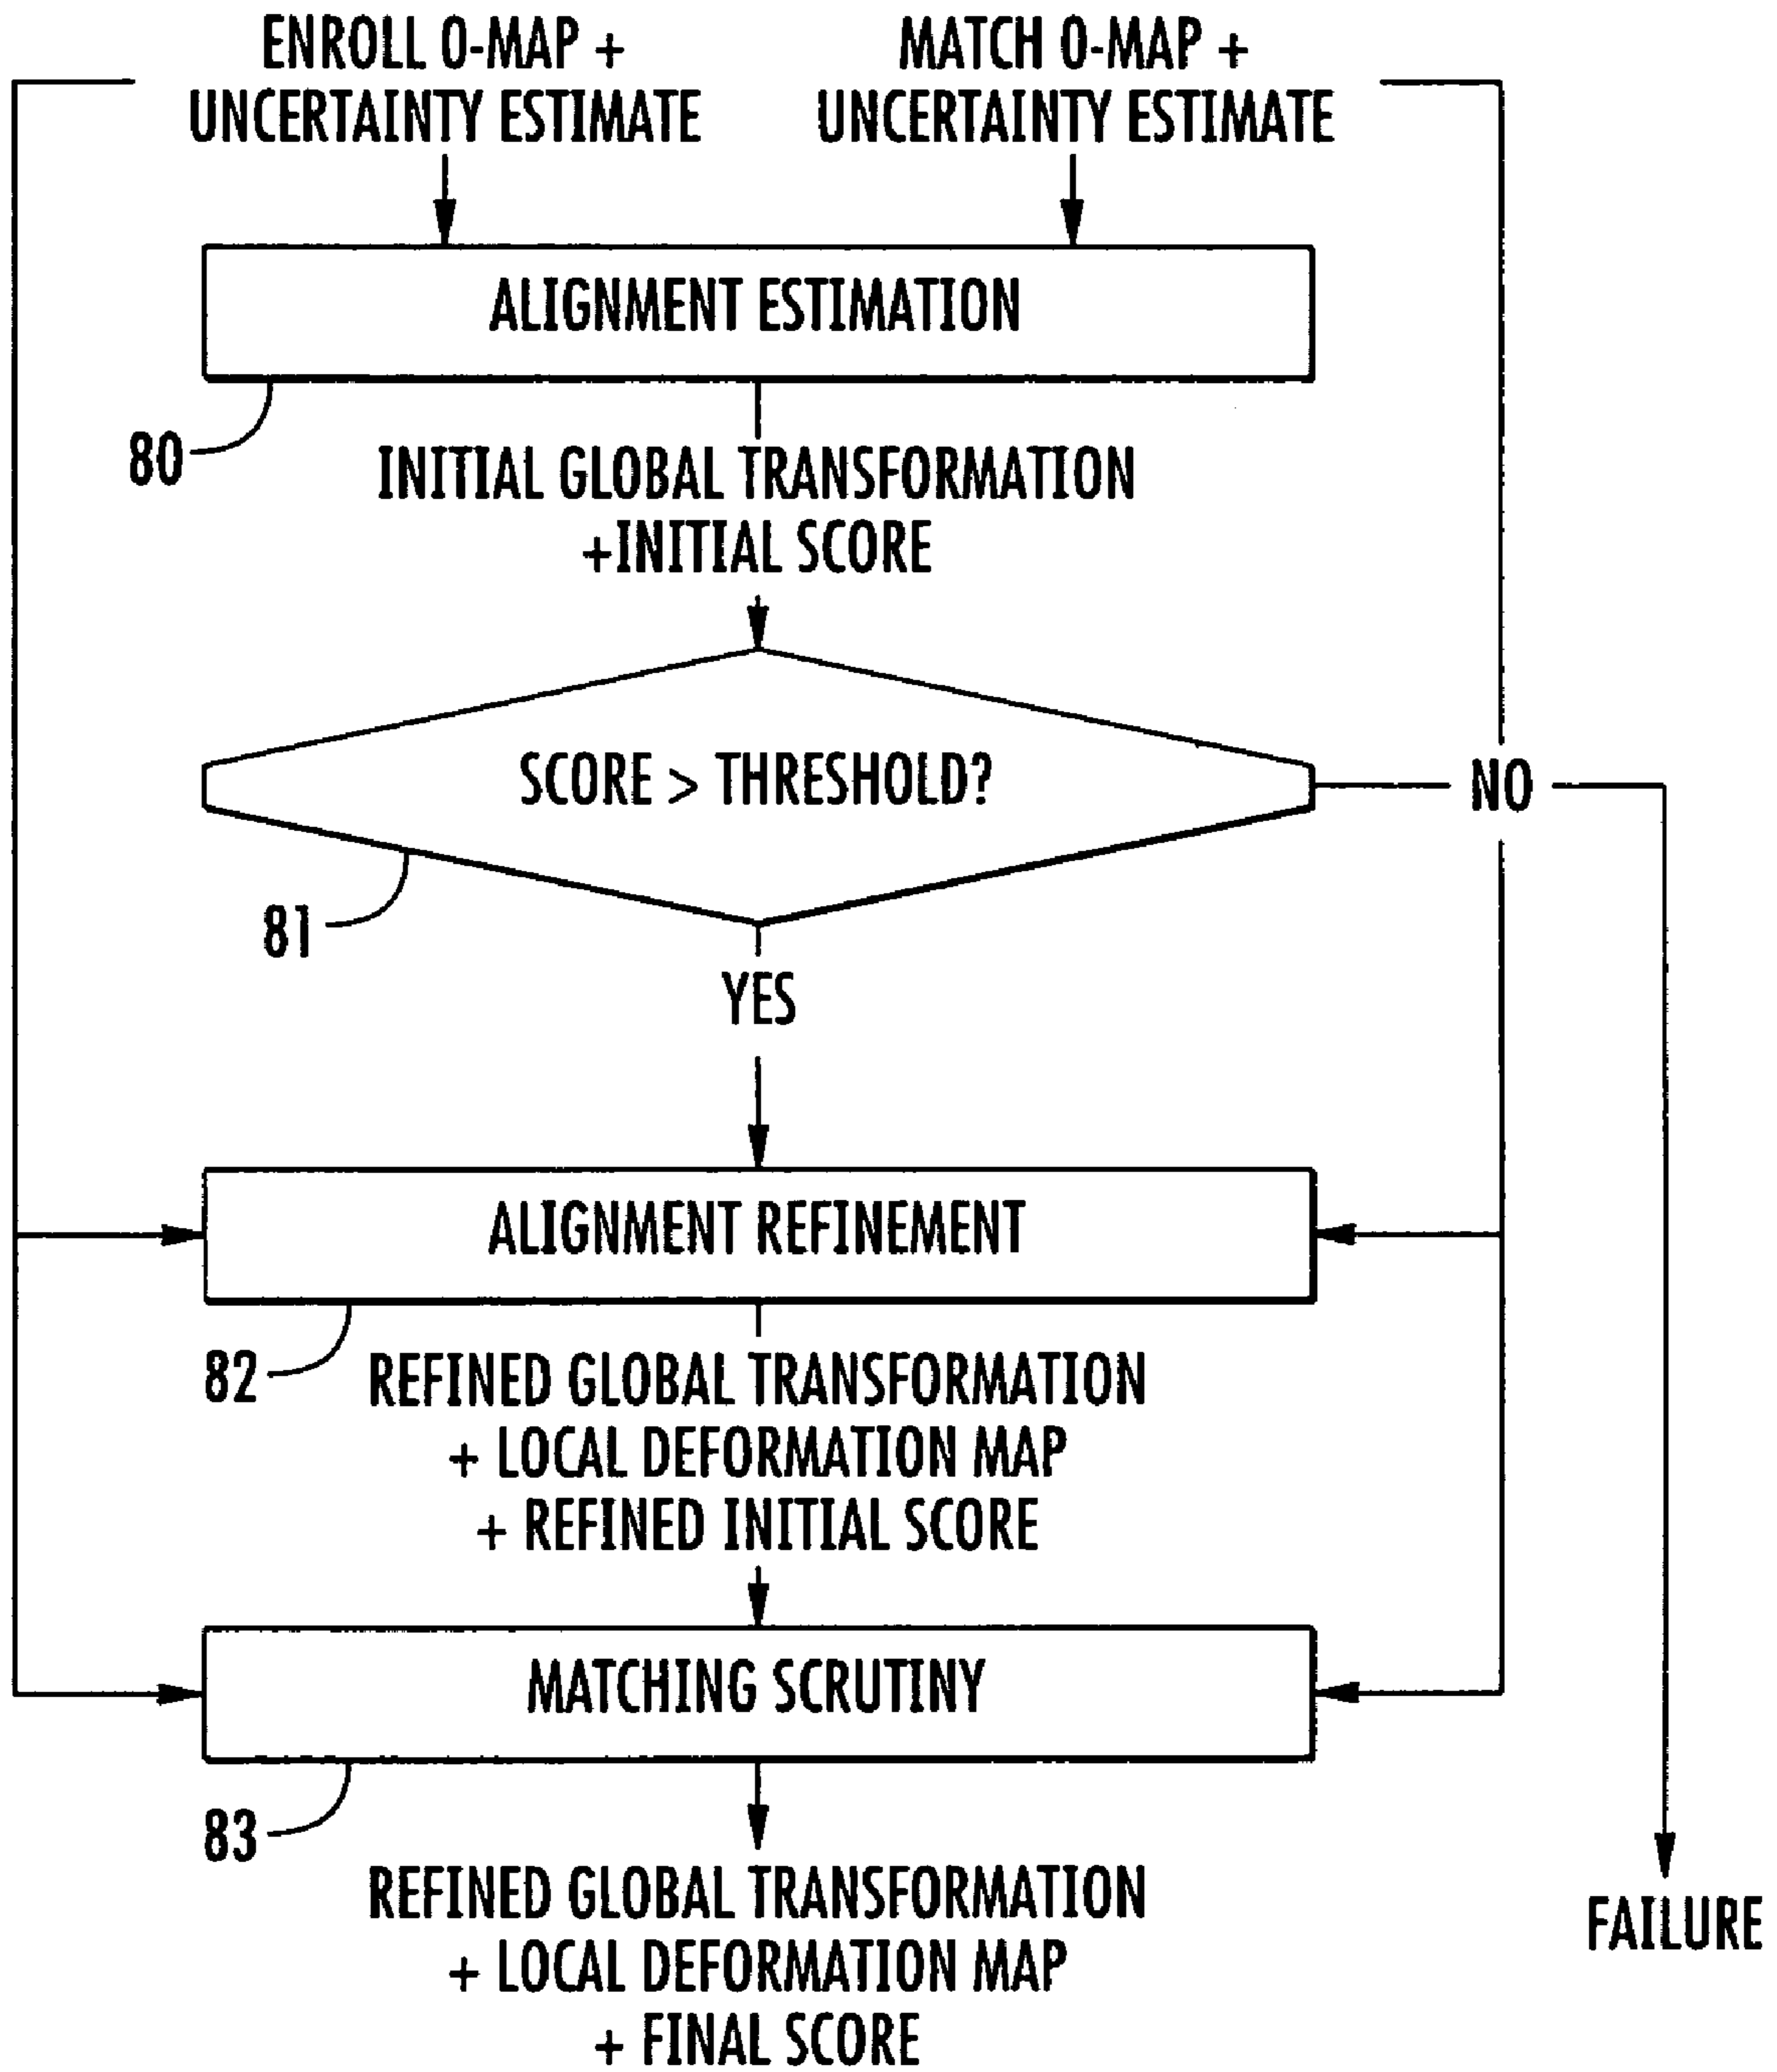 ENROLL O-MAP +
UNCERTAINTY ESTIMATE
MATCH O-MAP +
UNCERTAINTY ESTIMATE
ALIGNMENT ESTIMATION
80
INITIAL GLOBAL TRANSFORMATION
+INITIAL SCORE
SCORE > THRESHOLD?
NO
81
YES
ALIGNMENT REFINEMENT
82
REFINED GLOBAL TRANSFORMATION
+ LOCAL DEFORMATION MAP
+ REFINED INITIAL SCORE
MATCHING SCRUTINY
83
REFINED GLOBAL TRANSFORMATION
+ LOCAL DEFORMATION MAP
+ FINAL SCORE
FAILURE